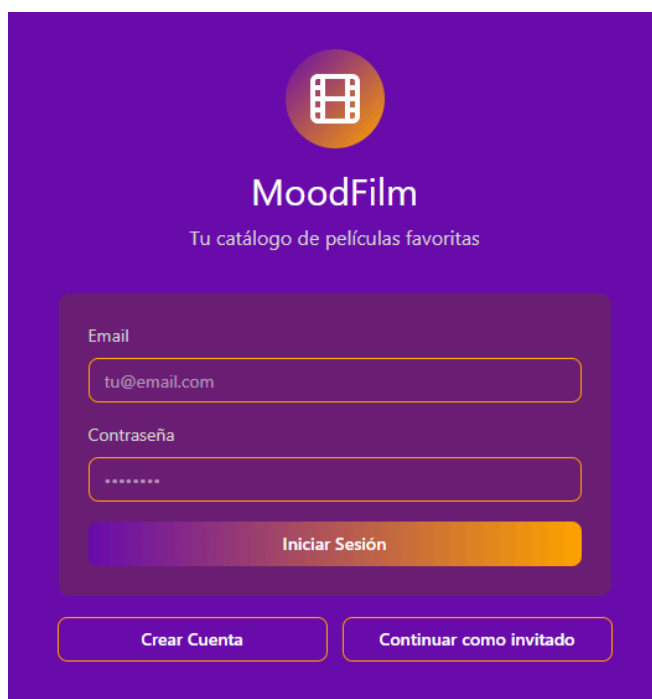 MoodFilm
Tu catálogo de películas favoritas
Email
tu@email.com
Contraseña
••••••••
Iniciar Sesión
Crear Cuenta
Continuar como invitado